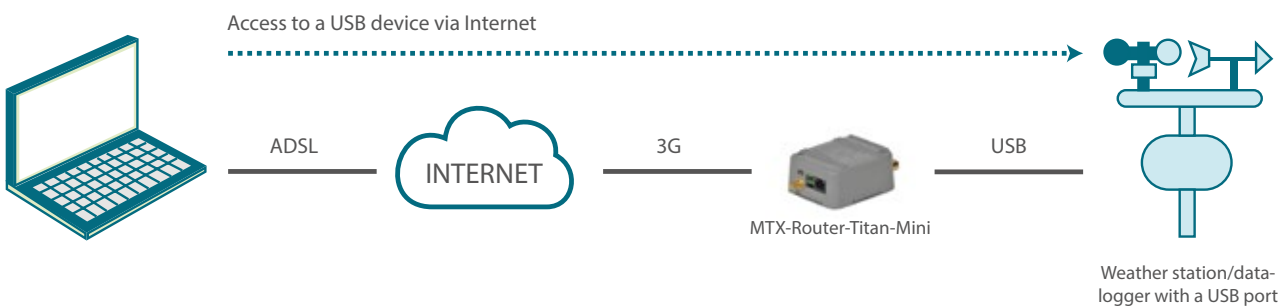 Access to a USB device via Internet
ADSL
INTERNET
3G
USB
MTX-Router-Titan-Mini
Weather station/data-
logger with a USB port